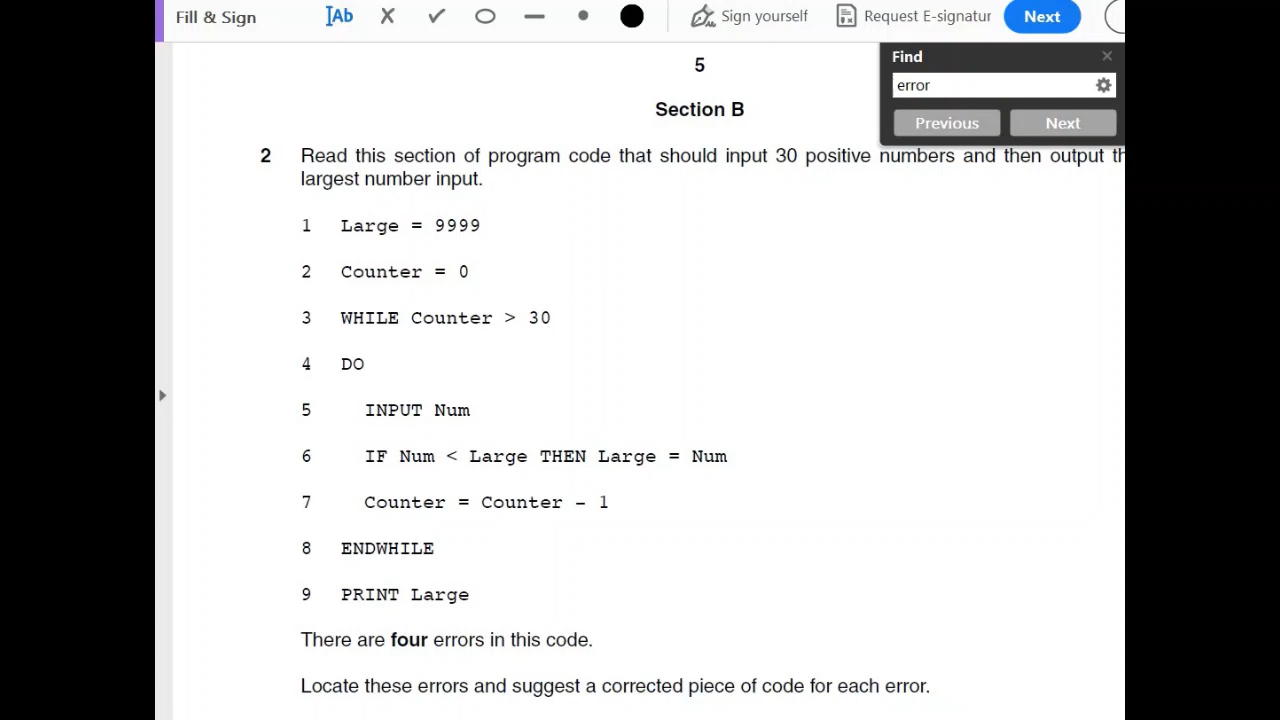 Fill & Sign Ab Sign yourself Request E-signatur Next
Find
error
Previous Next
5
Section B
2 Read this section of program code that should input 30 positive numbers and then output th
largest number input.
1 Large = 9999
2 Counter = 0
3 WHILE Counter > 30
4 DO
5 INPUT Num
6 IF Num < Large THEN Large = Num
7 Counter = Counter - 1
8 ENDWHILE
9 PRINT Large
There are four errors in this code.
Locate these errors and suggest a corrected piece of code for each error.